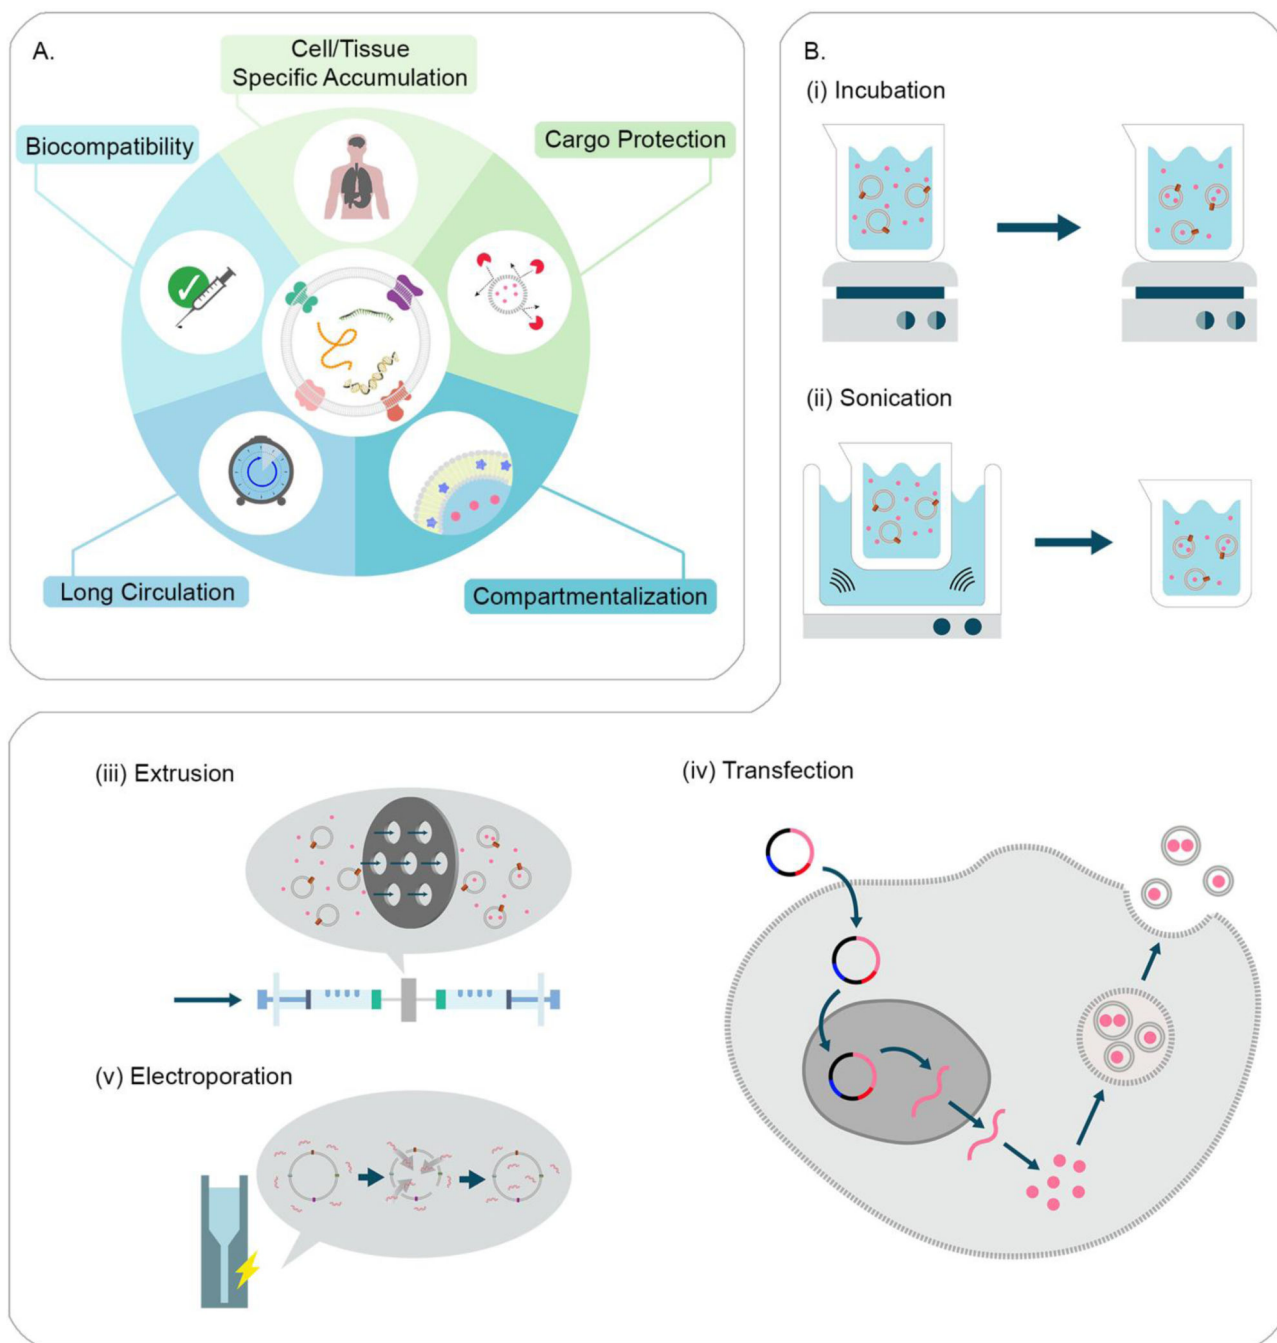 A.
Cell/Tissue
Specific Accumulation
Biocompatibility
Cargo Protection
Long Circulation
Compartmentalization
B.
(i) Incubation
(ii) Sonication
(iii) Extrusion
(iv) Transfection
(v) Electroporation